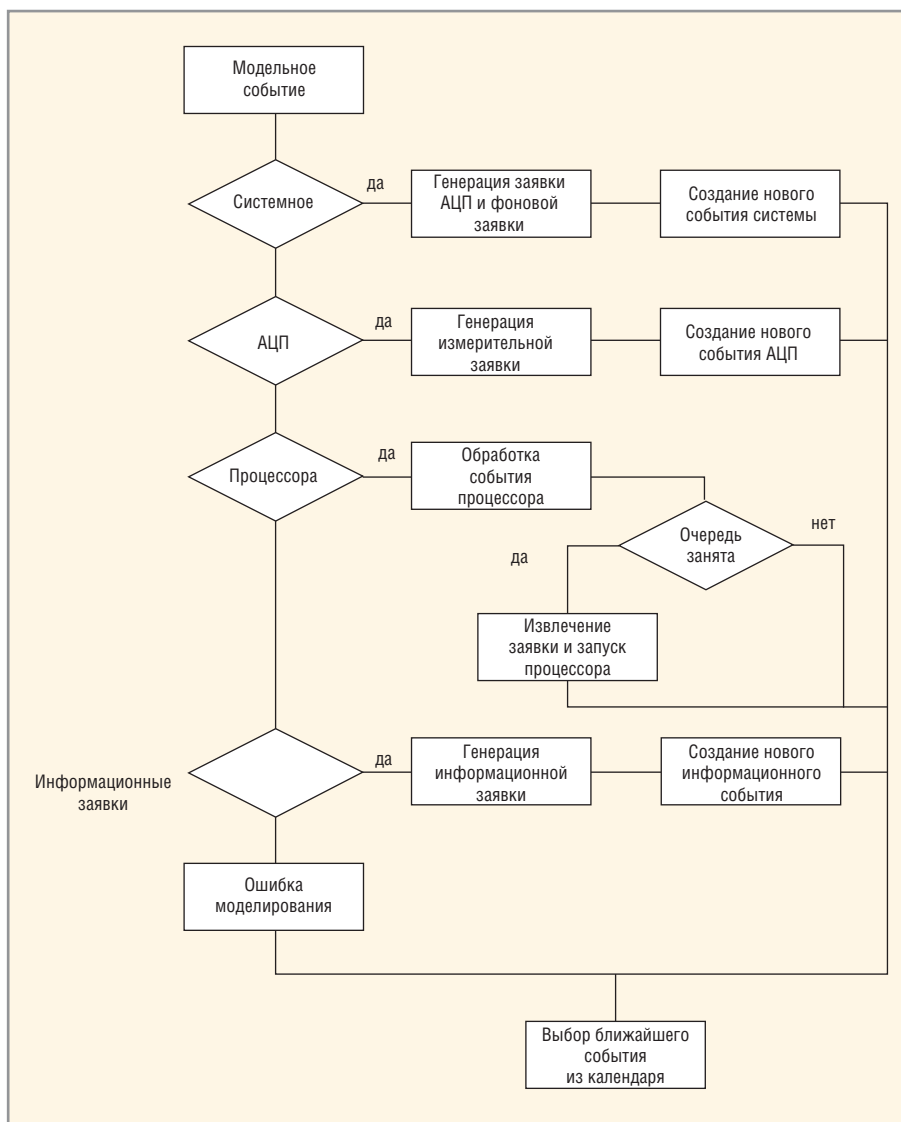 Модельное
событие
Системное
да
Генерация заявки
АЦП и фоновой
заявки
Создание нового
события системы
АЦП
да
Генерация
измерительной
заявки
Создание нового
события АЦП
Процессора
да
Обработка
события
процессора
Очередь
занята
нет
да
Извлечение
заявки и запуск
процессора
Информационные
заявки
да
Генерация
информационной
заявки
Создание нового
информационного
события
Ошибка
моделирования
Выбор ближайшего
события
из календаря